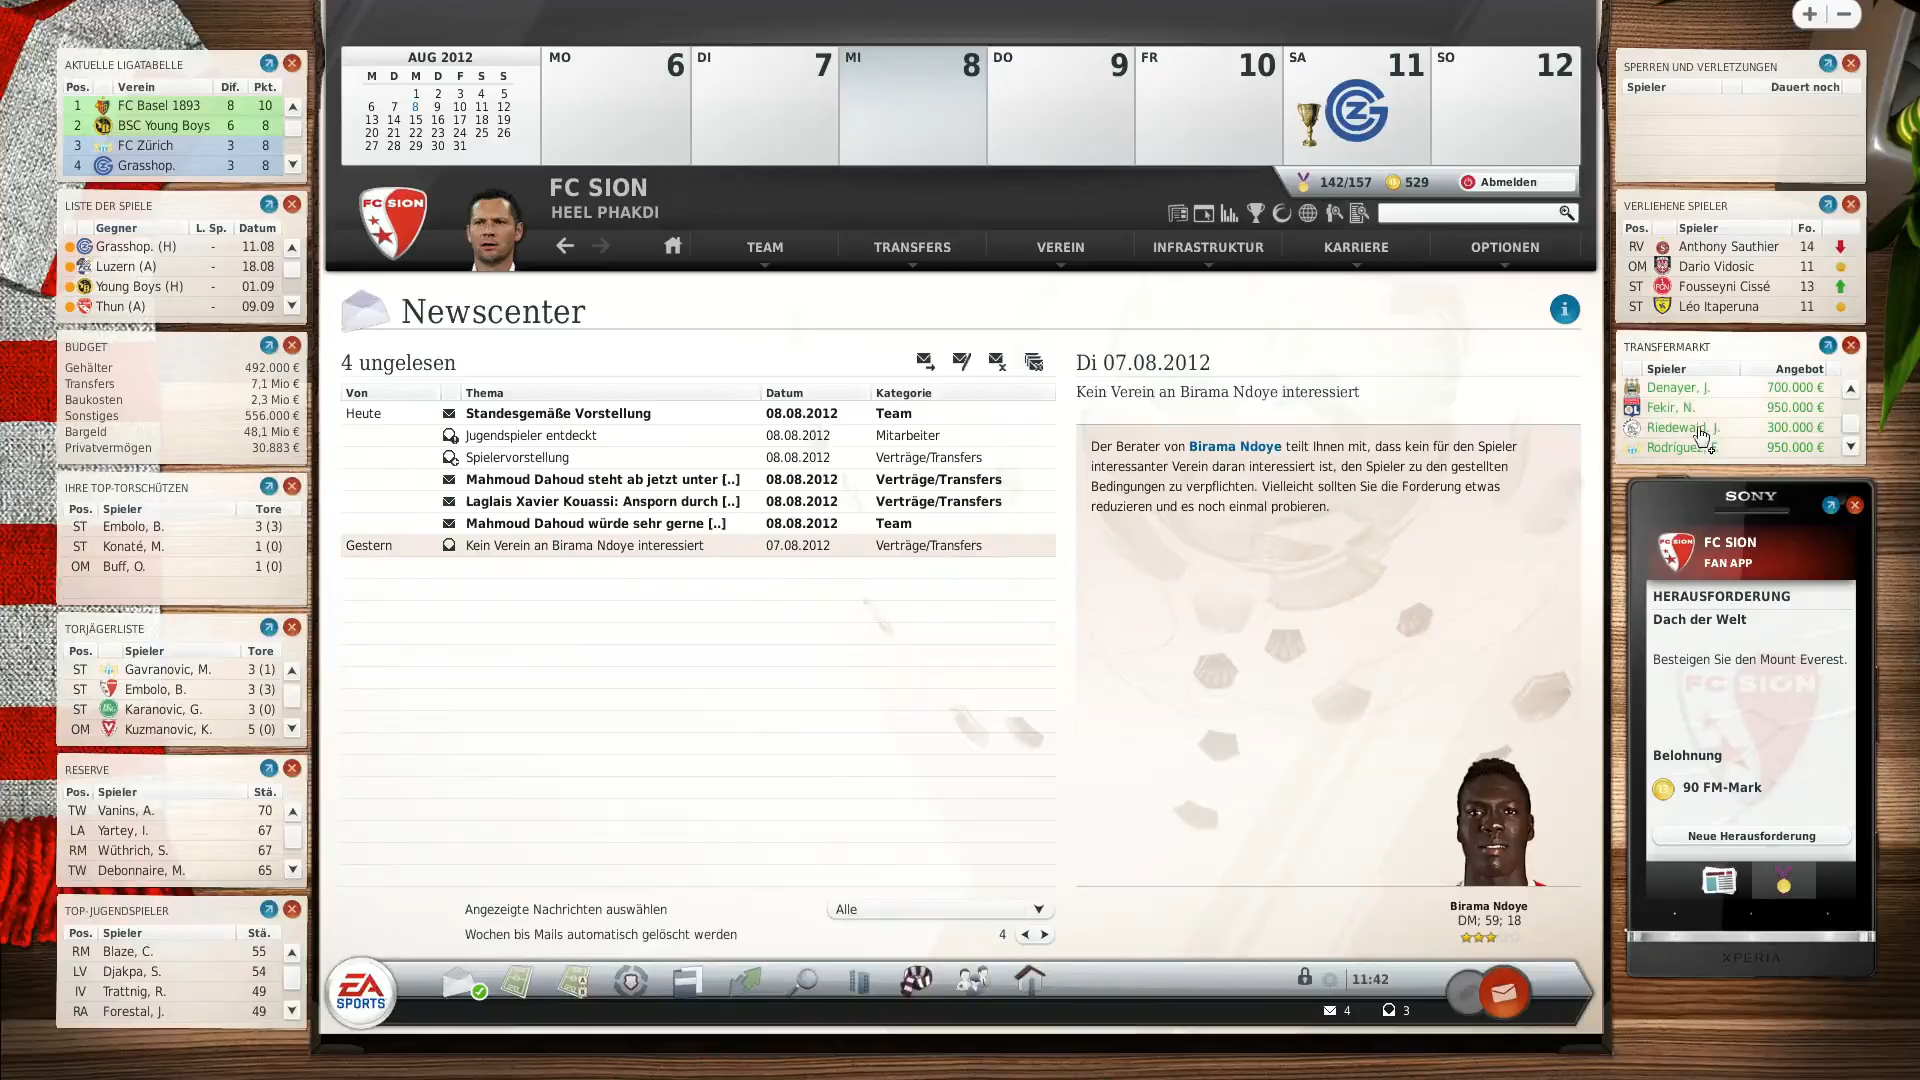 AKTUELLE LIGATABELLE
Pos. Verein Dif. Pkt.
1 FC Basel 1893 8 10
2 BSC Young Boys 6 8
3 FC Zürich 3 8
4 Grasshop. 3 8
LISTE DER SPIELE
Gegner L. Sp. Datum
Grasshop. (H) - 11.08
Luzern (A) - 18.08
Young Boys (H) - 01.09
Thun (A) - 09.09
BUDGET
Gehälter 492.000 €
Transfers 7,1 Mio €
Baukosten 2,3 Mio €
Sonstiges 556.000 €
Bargeld 48,1 Mio €
Privatvermögen 30.883 €
IHRE TOP-TORSCHÜTZEN
Pos. Spieler Tore
ST Embolo, B. 3 (3)
ST Konaté, M. 1 (0)
OM Buff, O. 1 (0)
TORJÄGERLISTE
Pos. Spieler Tore
ST Gavranovic, M. 3 (1)
ST Embolo, B. 3 (3)
ST Karanovic, G. 3 (0)
OM Kuzmanovic, K. 5 (0)
RESERVE
Pos. Spieler Stä.
TW Vanins, A. 70
LA Yartey, I. 67
RM Wüthrich, S. 67
TW Debonnaire, M. 65
TOP-JUGENDSPIELER
Pos. Spieler Stä.
RM Blaze, C. 55
LV Djakpa, S. 54
IV Trattnig, R. 49
RA Forestal, J. 49
AUG 2012
M D M D F S S
1 2 3 4 5
6 7 8 9 10 11 12
13 14 15 16 17 18 19
20 21 22 23 24 25 26
27 28 29 30 31
MO 6 DI 7 MI 8 DO 9 FR 10 SA 11 SO 12
FC SION
FC SION
HEEL PHAKDI
142/157 529 Abmelden
TEAM TRANSFERS VEREIN INFRASTRUKTUR KARRIERE OPTIONEN
Newscenter
4 ungelesen
Von Thema Datum Kategorie
Heute Standesgemäße Vorstellung 08.08.2012 Team
Jugendspieler entdeckt 08.08.2012 Mitarbeiter
Spielervorstellung 08.08.2012 Verträge/Transfers
Mahmoud Dahoud steht ab jetzt unter [..] 08.08.2012 Verträge/Transfers
Laglais Xavier Kouassi: Ansporn durch [..] 08.08.2012 Verträge/Transfers
Mahmoud Dahoud würde sehr gerne [..] 08.08.2012 Team
Gestern Kein Verein an Birama Ndoye interessiert 07.08.2012 Verträge/Transfers
Angezeigte Nachrichten auswählen Alle
Wochen bis Mails automatisch gelöscht werden 4
Di 07.08.2012
Kein Verein an Birama Ndoye interessiert
Der Berater von Birama Ndoye teilt Ihnen mit, dass kein für den Spieler
interessanter Verein daran interessiert ist, den Spieler zu den gestellten
Bedingungen zu verpflichten. Vielleicht sollten Sie die Forderung etwas
reduzieren und es noch einmal probieren.
Birama Ndoye
DM; 59; 18
EA
SPORTS
11:42
4 3
SPERREN UND VERLETZUNGEN
Spieler Dauert noch
VERLIEHENE SPIELER
Pos. Spieler Fo.
RV Anthony Sauthier 14
OM Dario Vidosic 11
ST Fousseyni Cissé 13
ST Léo Itaperuna 11
TRANSFERMARKT
Spieler Angebot
Denayer, J. 700.000 €
Fekir, N. 950.000 €
Riedewald, J. 300.000 €
Rodríguez, 950.000 €
SONY
FC SION
FC SION
FAN APP
HERAUSFORDERUNG
Dach der Welt
Besteigen Sie den Mount Everest.
FC SION
Belohnung
90 FM-Mark
Neue Herausforderung
XPERIA